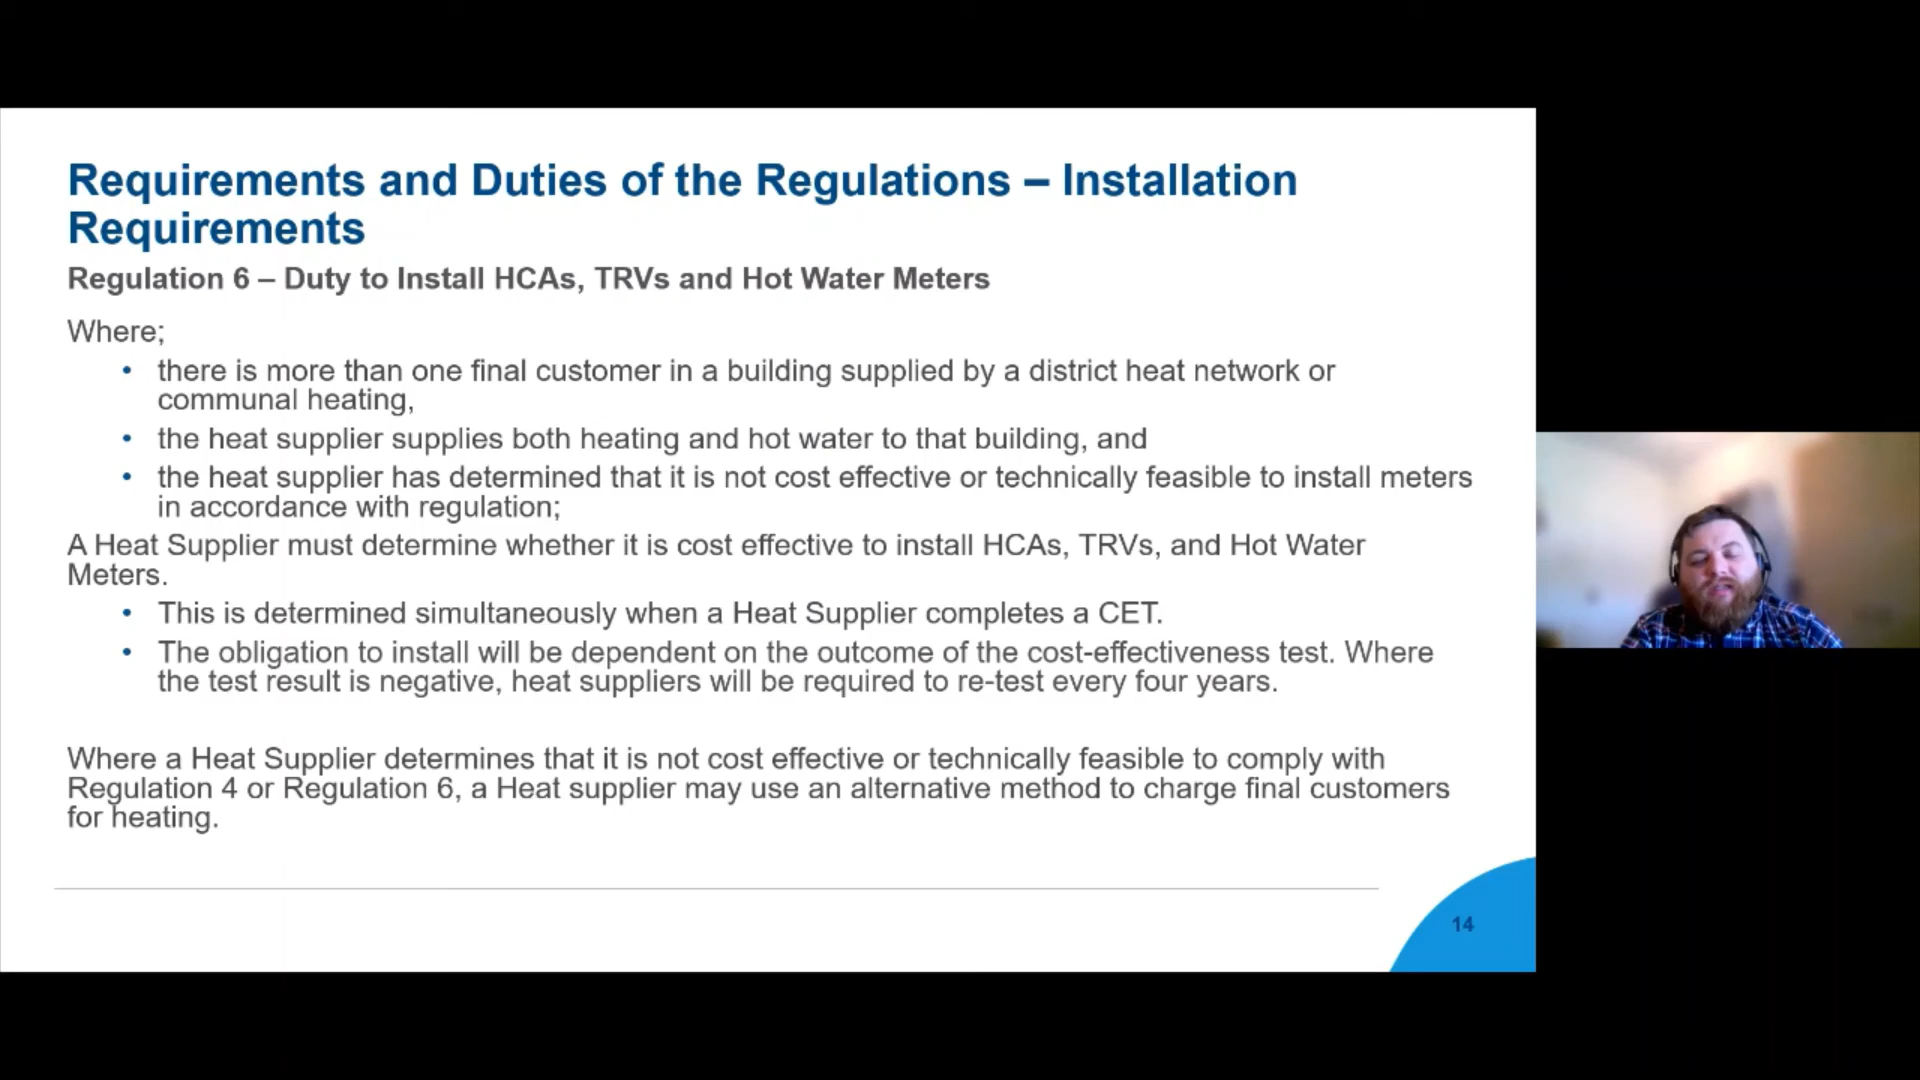 Requirements and Duties of the Regulations – Installation
Requirements
Regulation 6 – Duty to Install HCAs, TRVs and Hot Water Meters
Where;
• there is more than one final customer in a building supplied by a district heat network or
communal heating,
• the heat supplier supplies both heating and hot water to that building, and
• the heat supplier has determined that it is not cost effective or technically feasible to install meters
in accordance with regulation;
A Heat Supplier must determine whether it is cost effective to install HCAs, TRVs, and Hot Water
Meters.
• This is determined simultaneously when a Heat Supplier completes a CET.
• The obligation to install will be dependent on the outcome of the cost-effectiveness test. Where
the test result is negative, heat suppliers will be required to re-test every four years.
Where a Heat Supplier determines that it is not cost effective or technically feasible to comply with
Regulation 4 or Regulation 6, a Heat supplier may use an alternative method to charge final customers
for heating.
14